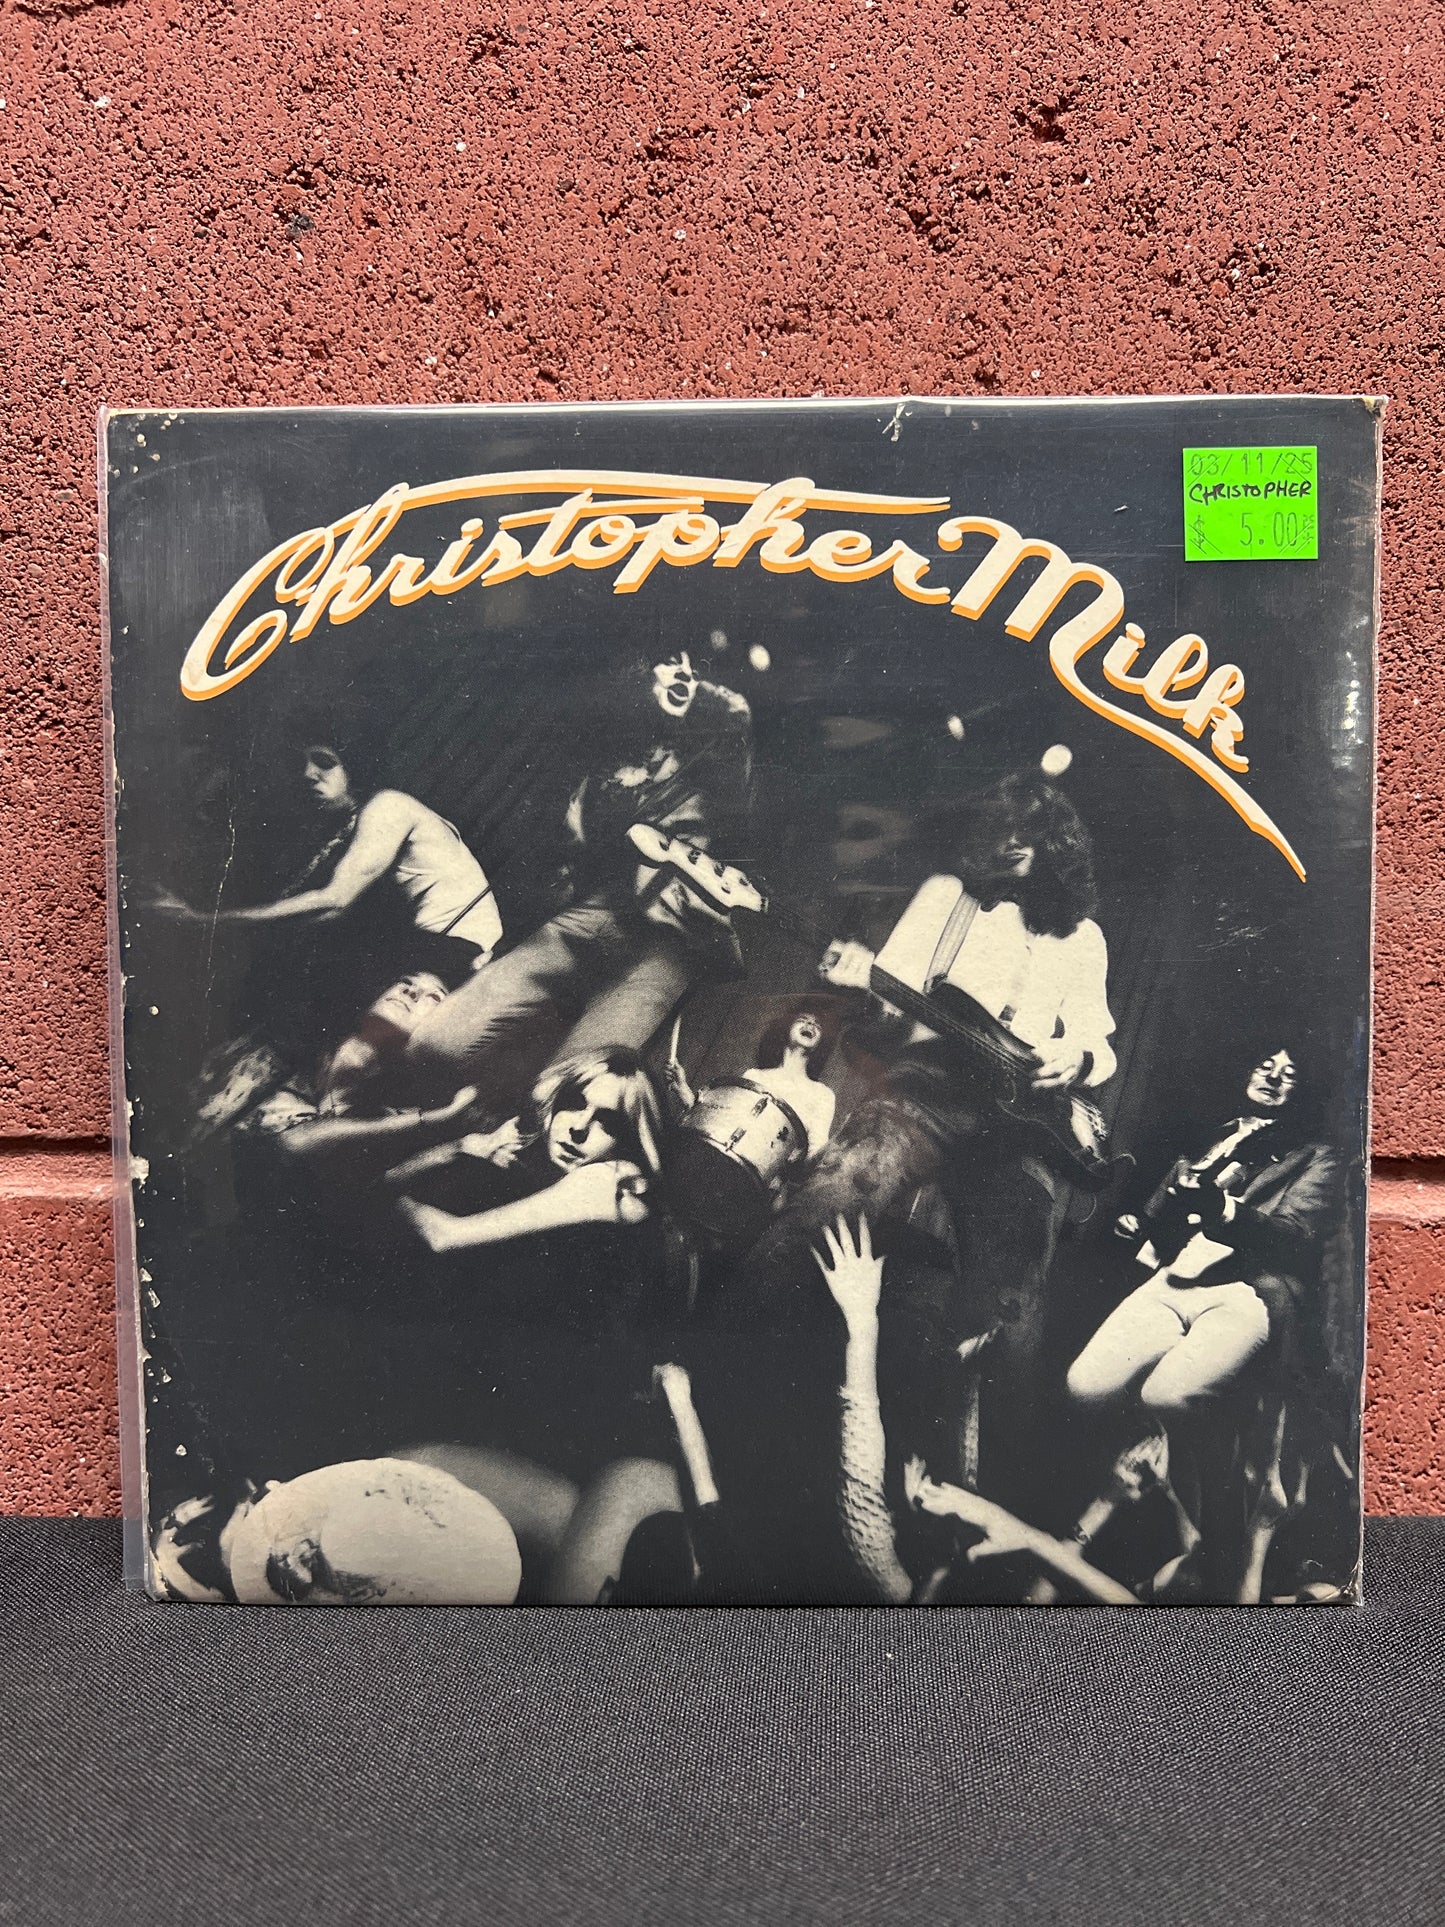 Christopher Milk
03/11/25
CHRISTOPHER
$ 5.00